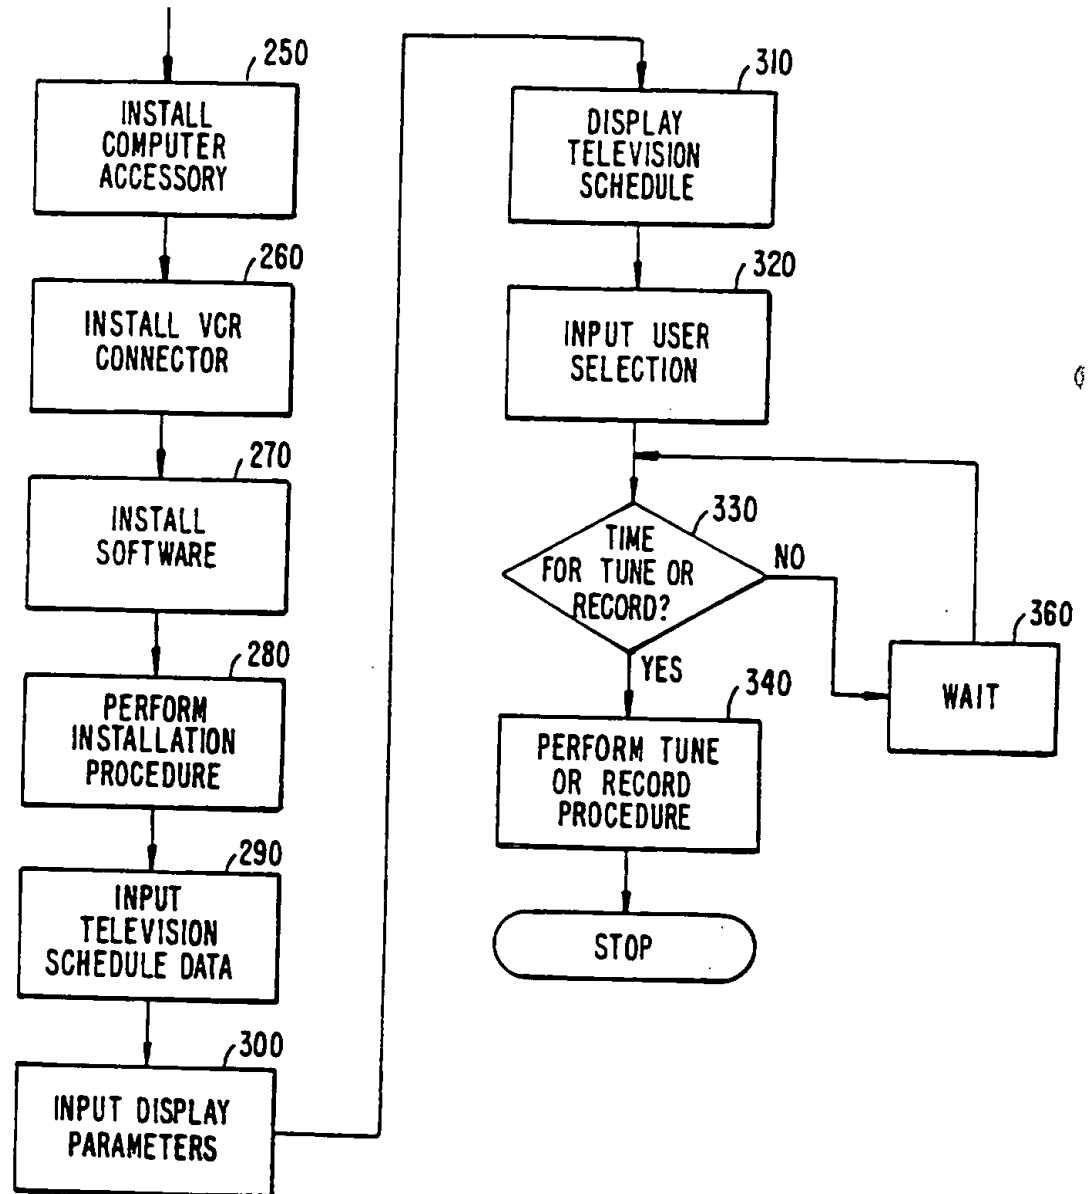 250
INSTALL
COMPUTER
ACCESSORY
260
INSTALL VCR
CONNECTOR
270
INSTALL
SOFTWARE
280
PERFORM
INSTALLATION
PROCEDURE
290
INPUT
TELEVISION
SCHEDULE DATA
300
INPUT DISPLAY
PARAMETERS
310
DISPLAY
TELEVISION
SCHEDULE
320
INPUT USER
SELECTION
330
TIME
FOR TUNE OR
RECORD?
NO
YES
360
WAIT
340
PERFORM TUNE
OR RECORD
PROCEDURE
STOP